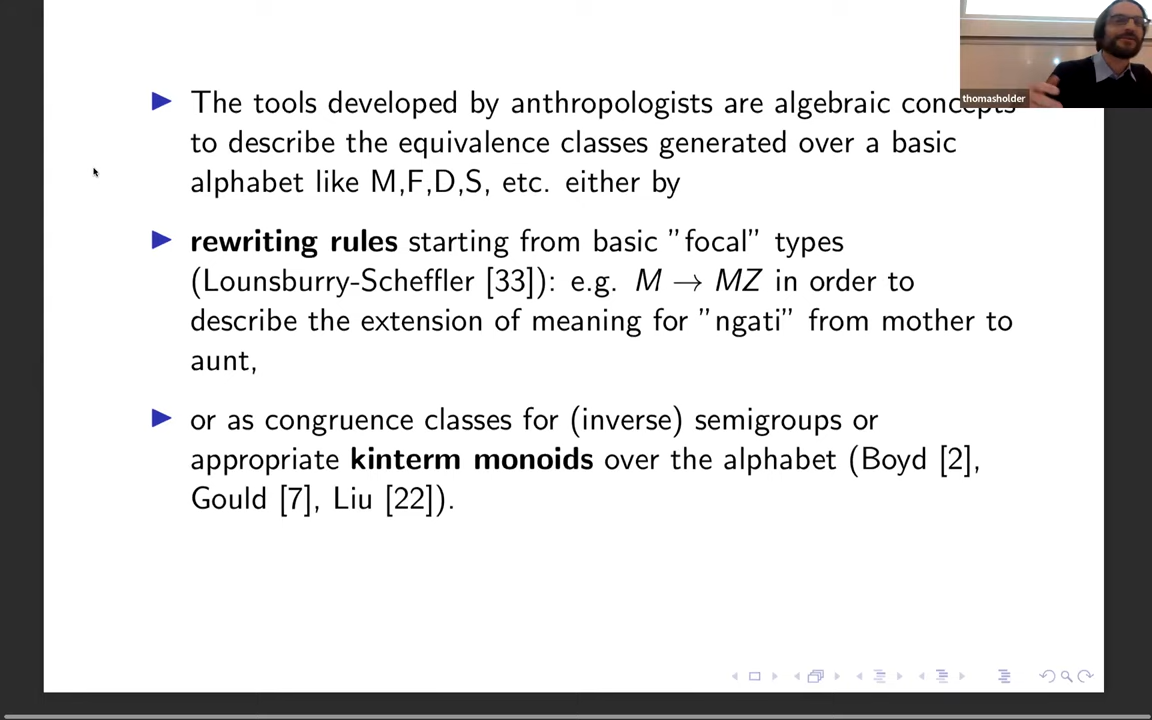 The tools developed by anthropologists are algebraic concepts
to describe the equivalence classes generated over a basic
alphabet like M,F,D,S, etc. either by
rewriting rules starting from basic ”focal” types
(Lounsburry-Scheffler [33]): e.g. M → MZ in order to
describe the extension of meaning for ”ngati” from mother to
aunt,
or as congruence classes for (inverse) semigroups or
appropriate kinterm monoids over the alphabet (Boyd [2],
Gould [7], Liu [22]).
thomasholder